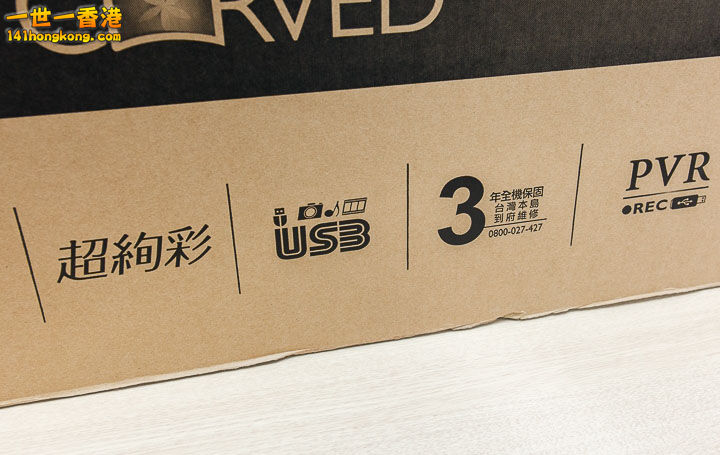 一世一香港
141hongkong.com
CURVED
超絢彩
USB
3
年全機保固
台灣本島
到府維修
0800-027-427
PVR
●REC